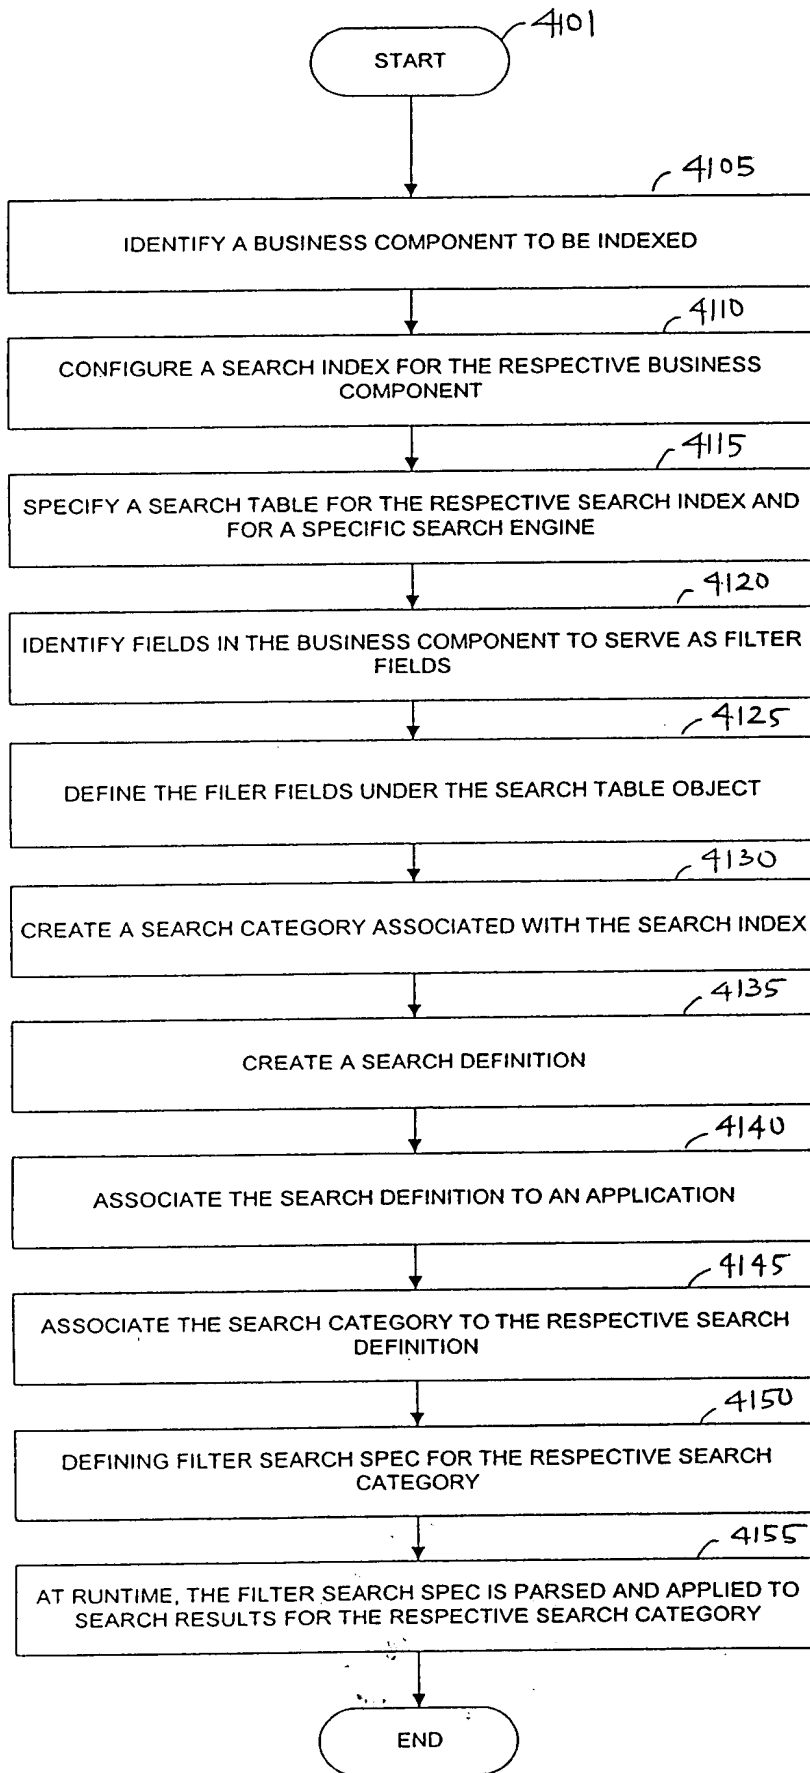 4101
START
4105
IDENTIFY A BUSINESS COMPONENT TO BE INDEXED
4110
CONFIGURE A SEARCH INDEX FOR THE RESPECTIVE BUSINESS
COMPONENT
4115
SPECIFY A SEARCH TABLE FOR THE RESPECTIVE SEARCH INDEX AND
FOR A SPECIFIC SEARCH ENGINE
4120
IDENTIFY FIELDS IN THE BUSINESS COMPONENT TO SERVE AS FILTER
FIELDS
4125
DEFINE THE FILER FIELDS UNDER THE SEARCH TABLE OBJECT
4130
CREATE A SEARCH CATEGORY ASSOCIATED WITH THE SEARCH INDEX
4135
CREATE A SEARCH DEFINITION
4140
ASSOCIATE THE SEARCH DEFINITION TO AN APPLICATION
4145
ASSOCIATE THE SEARCH CATEGORY TO THE RESPECTIVE SEARCH
DEFINITION
4150
DEFINING FILTER SEARCH SPEC FOR THE RESPECTIVE SEARCH
CATEGORY
4155
AT RUNTIME, THE FILTER SEARCH SPEC IS PARSED AND APPLIED TO
SEARCH RESULTS FOR THE RESPECTIVE SEARCH CATEGORY
END